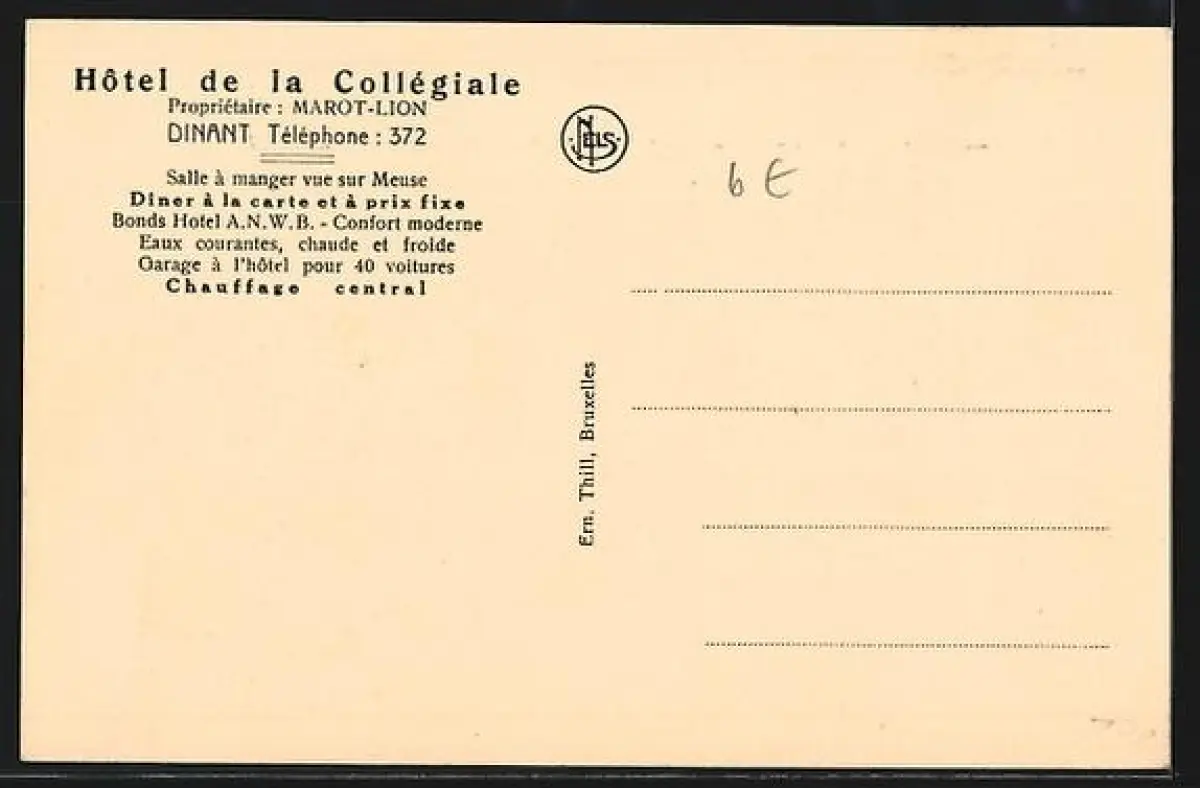 Hôtel de la Collégiale
Propriétaire : MAROT-LION
DINANT Téléphone : 372
Salle à manger vue sur Meuse
Diner à la carte et à prix fixe
Bonds Hotel A.N.W.B. - Confort moderne
Eaux courantes, chaude et froide
Garage à l'hôtel pour 40 voitures
Chauffage central
NELS
6 E
Ern. Thill, Bruxelles